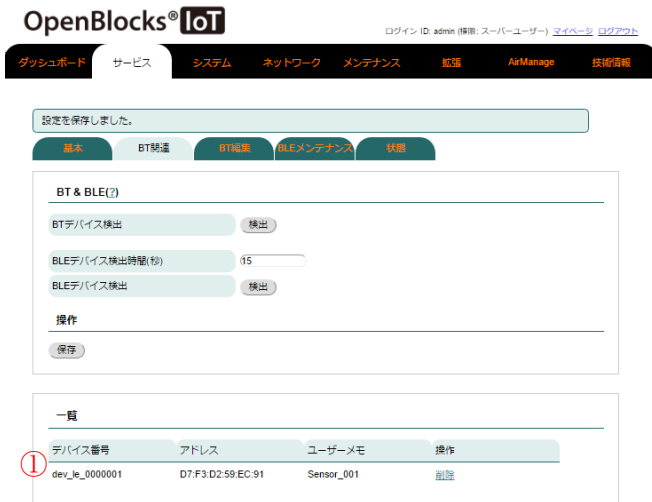 OpenBlocks® IoT
ログイン ID: admin (権限: スーパーユーザー) マイページ ログアウト
ダッシュボード サービス システム ネットワーク メンテナンス 拡張 AirManage 技術情報
設定を保存しました。
基本 BT関連 BT編集 BLEメンテナンス 状態
BT & BLE(?)
BTデバイス検出 検出
BLEデバイス検出時間(秒) 15
BLEデバイス検出 検出
操作
保存
一覧
デバイス番号 アドレス ユーザーメモ 操作
① dev_le_0000001 D7:F3:D2:59:EC:91 Sensor_001 削除